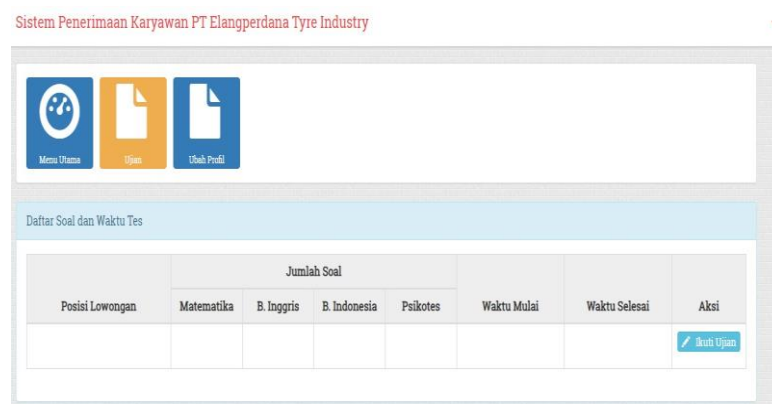 Sistem Penerimaan Karyawan PT Elangperdana Tyre Industry
Menu Utama
Ujian
Ubah Profil
Daftar Soal dan Waktu Tes
Jumlah Soal
Posisi Lowongan Matematika B. Inggris B. Indonesia Psikotes Waktu Mulai Waktu Selesai Aksi
Ikuti Ujian